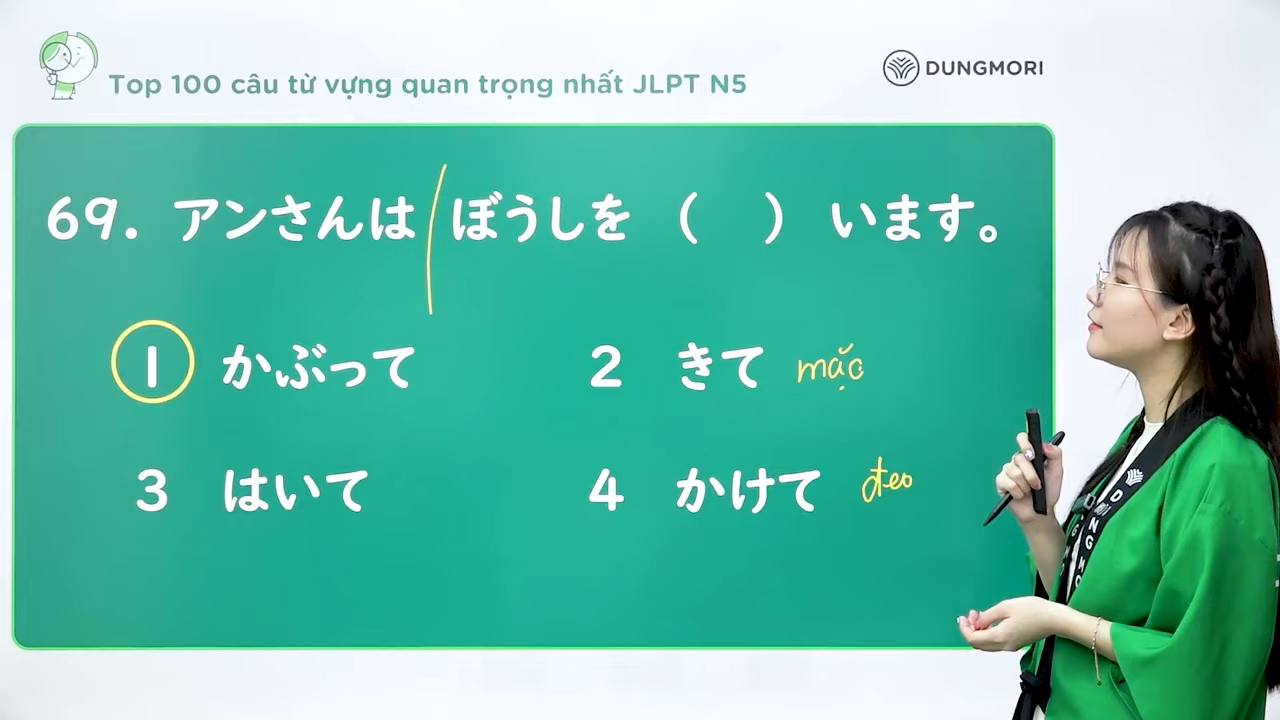 Top 100 câu từ vựng quan trọng nhất JLPT N5
DUNGMORI
69. アンさんは ぼうしを ( ) います。
1 かぶって 2 きて mặc
3 はいて 4 かけて đeo